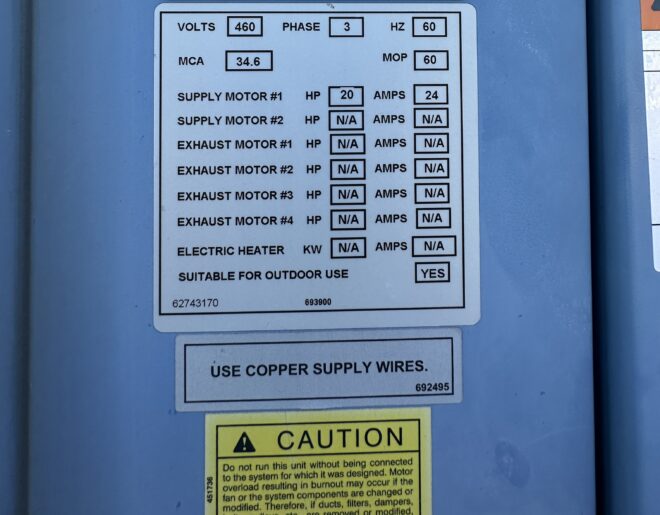 VOLTS 460 PHASE 3 HZ 60
MCA 34.6 MOP 60
SUPPLY MOTOR #1 HP 20 AMPS 24
SUPPLY MOTOR #2 HP N/A AMPS N/A
EXHAUST MOTOR #1 HP N/A AMPS N/A
EXHAUST MOTOR #2 HP N/A AMPS N/A
EXHAUST MOTOR #3 HP N/A AMPS N/A
EXHAUST MOTOR #4 HP N/A AMPS N/A
ELECTRIC HEATER KW N/A AMPS N/A
SUITABLE FOR OUTDOOR USE YES
62743170 693900
USE COPPER SUPPLY WIRES.
692495
CAUTION
Do not run this unit without being connected
to the system for which it was designed. Motor
overload resulting in burnout may occur if the
fan or the system components are changed or
modified. Therefore, if ducts, filters, dampers,
are removed or modified,
451736